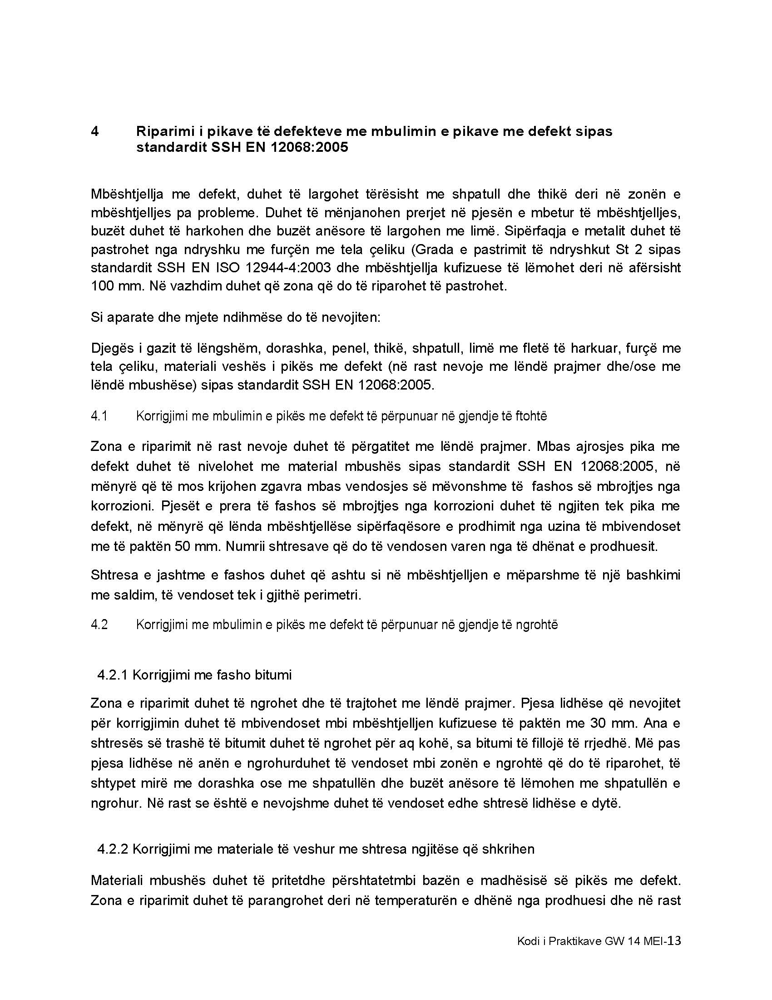 4 Riparimi i pikave të defekteve me mbulimin e pikave me defekt sipas
standardit SSH EN 12068:2005
Mbështjellja me defekt, duhet të largohet tërësisht me shpatull dhe thikë deri në zonën e
mbështjelljes pa probleme. Duhet të mënjanohen prerjet në pjesën e mbetur të mbështjelljes,
buzët duhet të harkohen dhe buzët anësore të largohen me limë. Sipërfaqja e metalit duhet të
pastrohet nga ndryshku me furçën me tela çeliku (Grada e pastrimit të ndryshkut St 2 sipas
standardit SSH EN ISO 12944-4:2003 dhe mbështjellja kufizuese të lëmohet deri në afërsisht
100 mm. Në vazhdim duhet që zona që do të riparohet të pastrohet.
Si aparate dhe mjete ndihmëse do të nevojiten:
Djegës i gazit të lëngshëm, dorashka, penel, thikë, shpatull, limë me fletë të harkuar, furçë me
tela çeliku, materiali veshës i pikës me defekt (në rast nevoje me lëndë prajmer dhe/ose me
lëndë mbushëse) sipas standardit SSH EN 12068:2005.
4.1 Korrigjimi me mbulimin e pikës me defekt të përpunuar në gjendje të ftohtë
Zona e riparimit në rast nevoje duhet të përgatitet me lëndë prajmer. Mbas ajrosjes pika me
defekt duhet të nivelohet me material mbushës sipas standardit SSH EN 12068:2005, në
mënyrë që të mos krijohen zgavra mbas vendosjes së mëvonshme të fashos së mbrojtjes nga
korrozioni. Pjesët e prera të fashos së mbrojtjes nga korrozioni duhet të ngjiten tek pika me
defekt, në mënyrë që lënda mbështjellëse sipërfaqësore e prodhimit nga uzina të mbivendoset
me të paktën 50 mm. Numrii shtresave që do të vendosen varen nga të dhënat e prodhuesit.
Shtresa e jashtme e fashos duhet që ashtu si në mbështjelljen e mëparshme të një bashkimi
me saldim, të vendoset tek i gjithë perimetri.
4.2 Korrigjimi me mbulimin e pikës me defekt të përpunuar në gjendje të ngrohtë
4.2.1 Korrigjimi me fasho bitumi
Zona e riparimit duhet të ngrohet dhe të trajtohet me lëndë prajmer. Pjesa lidhëse që nevojitet
për korrigjimin duhet të mbivendoset mbi mbështjelljen kufizuese të paktën me 30 mm. Ana e
shtresës së trashë të bitumit duhet të ngrohet për aq kohë, sa bitumi të fillojë të rrjedhë. Më pas
pjesa lidhëse në anën e ngrohurduhet të vendoset mbi zonën e ngrohtë që do të riparohet, të
shtypet mirë me dorashka ose me shpatullën dhe buzët anësore të lëmohen me shpatullën e
ngrohur. Në rast se është e nevojshme duhet të vendoset edhe shtresë lidhëse e dytë.
4.2.2 Korrigjimi me materiale të veshur me shtresa ngjitëse që shkrihen
Materiali mbushës duhet të pritetdhe përshtatetmbi bazën e madhësisë së pikës me defekt.
Zona e riparimit duhet të parangrohet deri në temperaturën e dhënë nga prodhuesi dhe në rast
Kodi i Praktikave GW 14 MEI-13